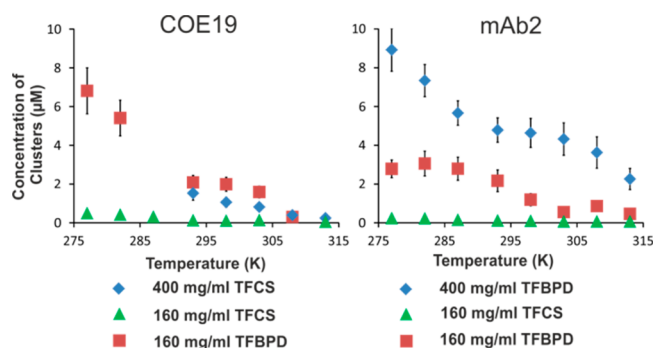 COE19
mAb2
Concentration of
Clusters (µM)
10
8
6
4
2
0
275
285
295
305
315
Temperature (K)
10
8
6
4
2
0
275
285
295
305
315
Temperature (K)
400 mg/ml TFCS
160 mg/ml TFCS
160 mg/ml TFBPD
400 mg/ml TFBPD
160 mg/ml TFCS
160 mg/ml TFBPD